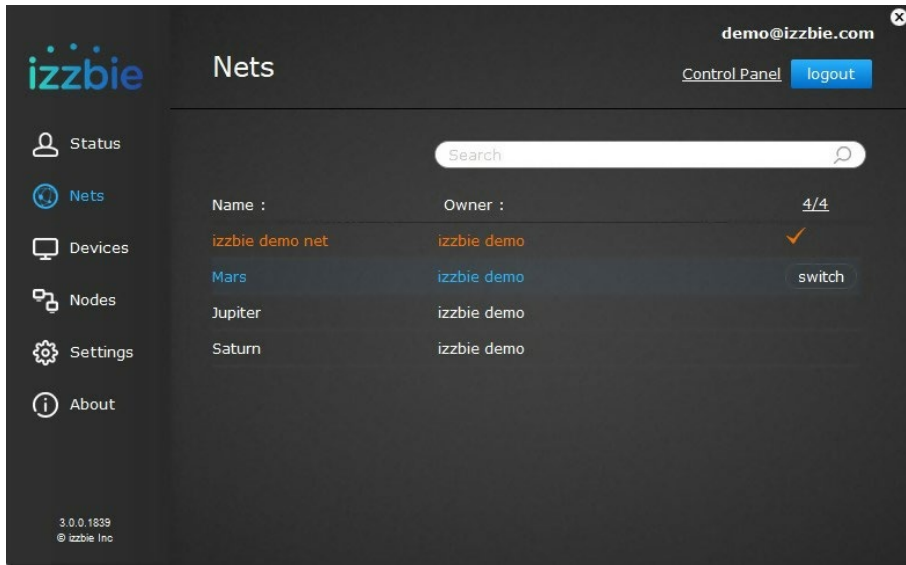 demo@izzbie.com
izzbie
Nets
Control Panel logout
Status
Search
Nets
Name : Owner : 4/4
izzbie demo net izzbie demo
Devices
Mars izzbie demo switch
Nodes
Jupiter izzbie demo
Settings
Saturn izzbie demo
About
3.0.0.1839
© izzbie Inc